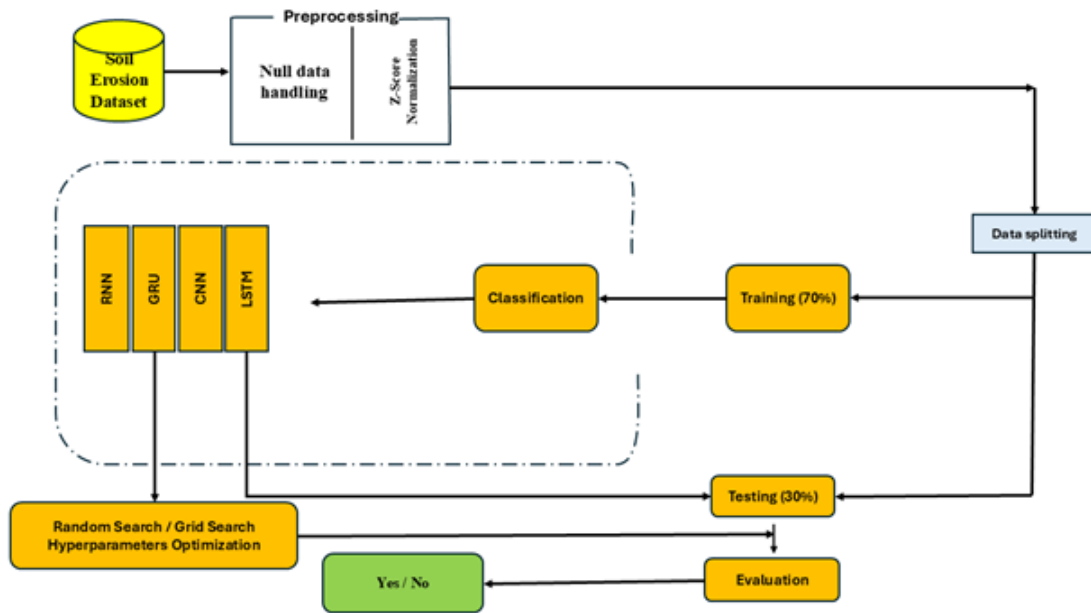 Preprocessing
Soil
Erosion
Dataset
Null data
handling
Z-Score
Normalization
Data splitting
RNN
GRU
CNN
LSTM
Classification
Training (70%)
Testing (30%)
Random Search / Grid Search
Hyperparameters Optimization
Yes / No
Evaluation